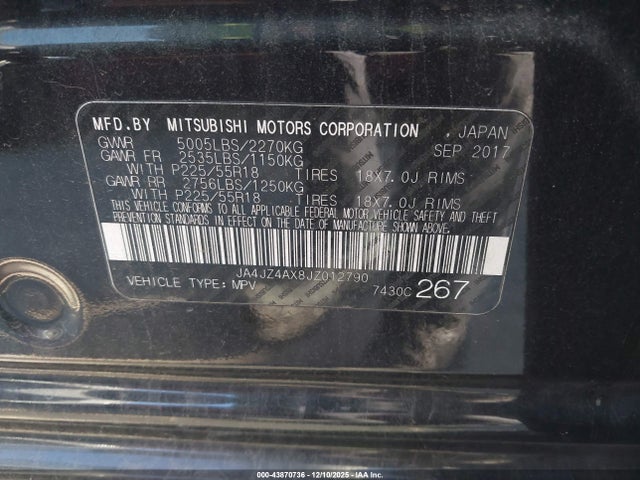 MFD.BY MITSUBISHI MOTORS CORPORATION , JAPAN
GVWR 5005LBS/2270KG SEP 2017
GAWR FR 2535LBS/1150KG
WITH P225/55R18 TIRES 18X7.0J RIMS
GAWR RR 2756LBS/1250KG
WITH P225/55R18 TIRES 18X7.0J RIMS
THIS VEHICLE CONFORMS TO ALL APPLICABLE FEDERAL MOTOR VEHICLE SAFETY AND THEFT
PREVENTION STANDARDS IN EFFECT ON THE DATE OF MANUFACTURE SHOWN ABOVE.
JA4JZ4AX8JZ012790
VEHICLE TYPE: MPV 7430C 267
000-43870736 - 12/10/2025 - IAAI